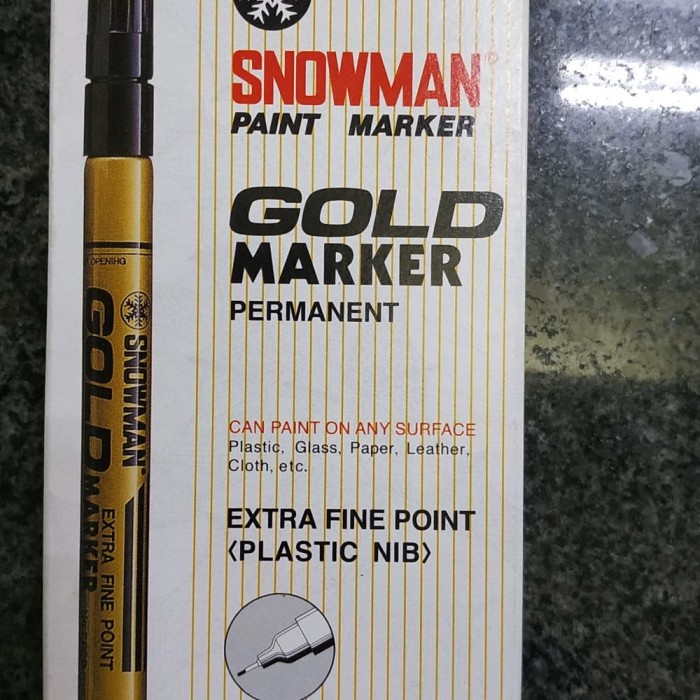 SNOWMAN®
PAINT MARKER
GOLD
MARKER
PERMANENT
CAN PAINT ON ANY SURFACE
Plastic, Glass, Paper, Leather,
Cloth, etc.
EXTRA FINE POINT
〈PLASTIC NIB〉
OPENIHG
SNOWMAN
GOLD MARKER
EXTRA FINE POINT